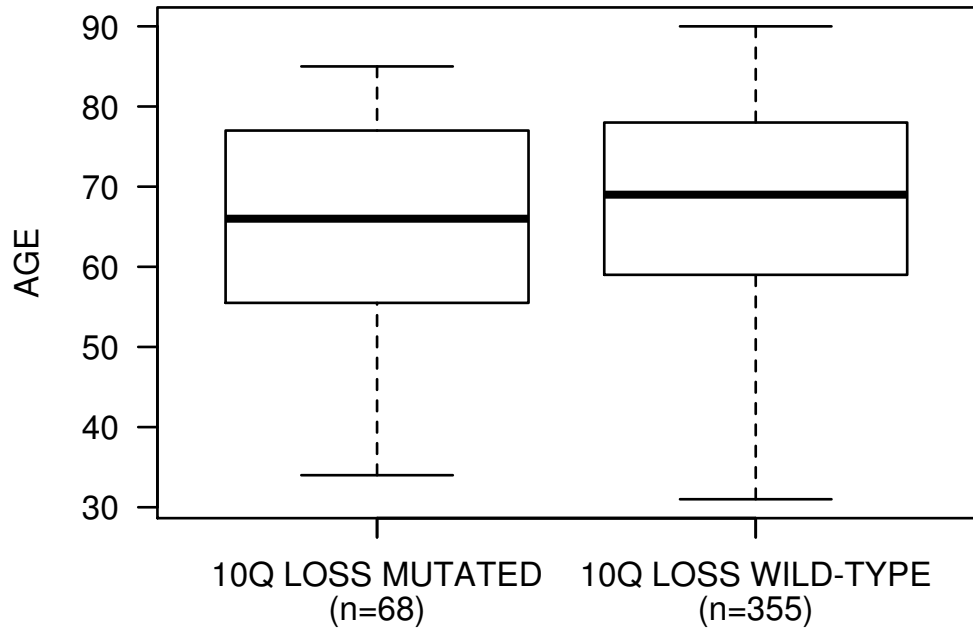 90
80
70
60
50
40
30
AGE
10Q LOSS MUTATED
(n=68)
10Q LOSS WILD-TYPE
(n=355)